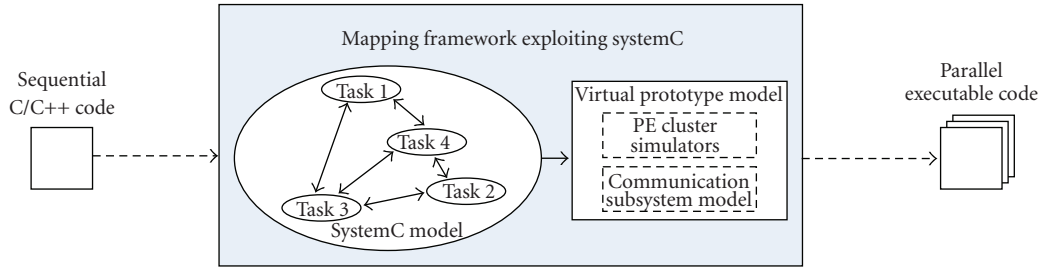 Mapping framework exploiting systemC
Sequential
C/C++ code
Task 1
Task 4
Task 2
Task 3
SystemC model
Virtual prototype model
PE cluster
simulators
Communication
subsystem model
Parallel
executable code